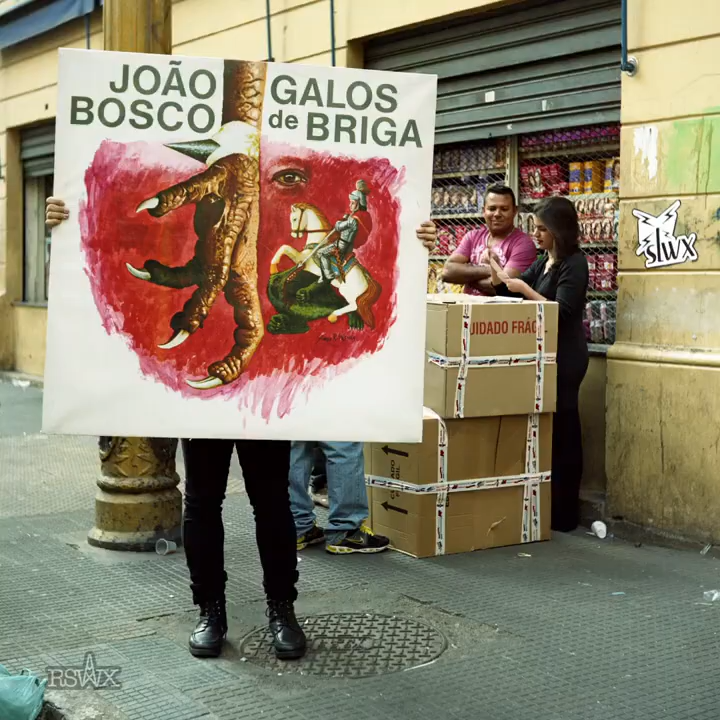 JOÃO
BOSCO
GALOS
de BRIGA
UIDADO FRÁG
slwx
RSWX